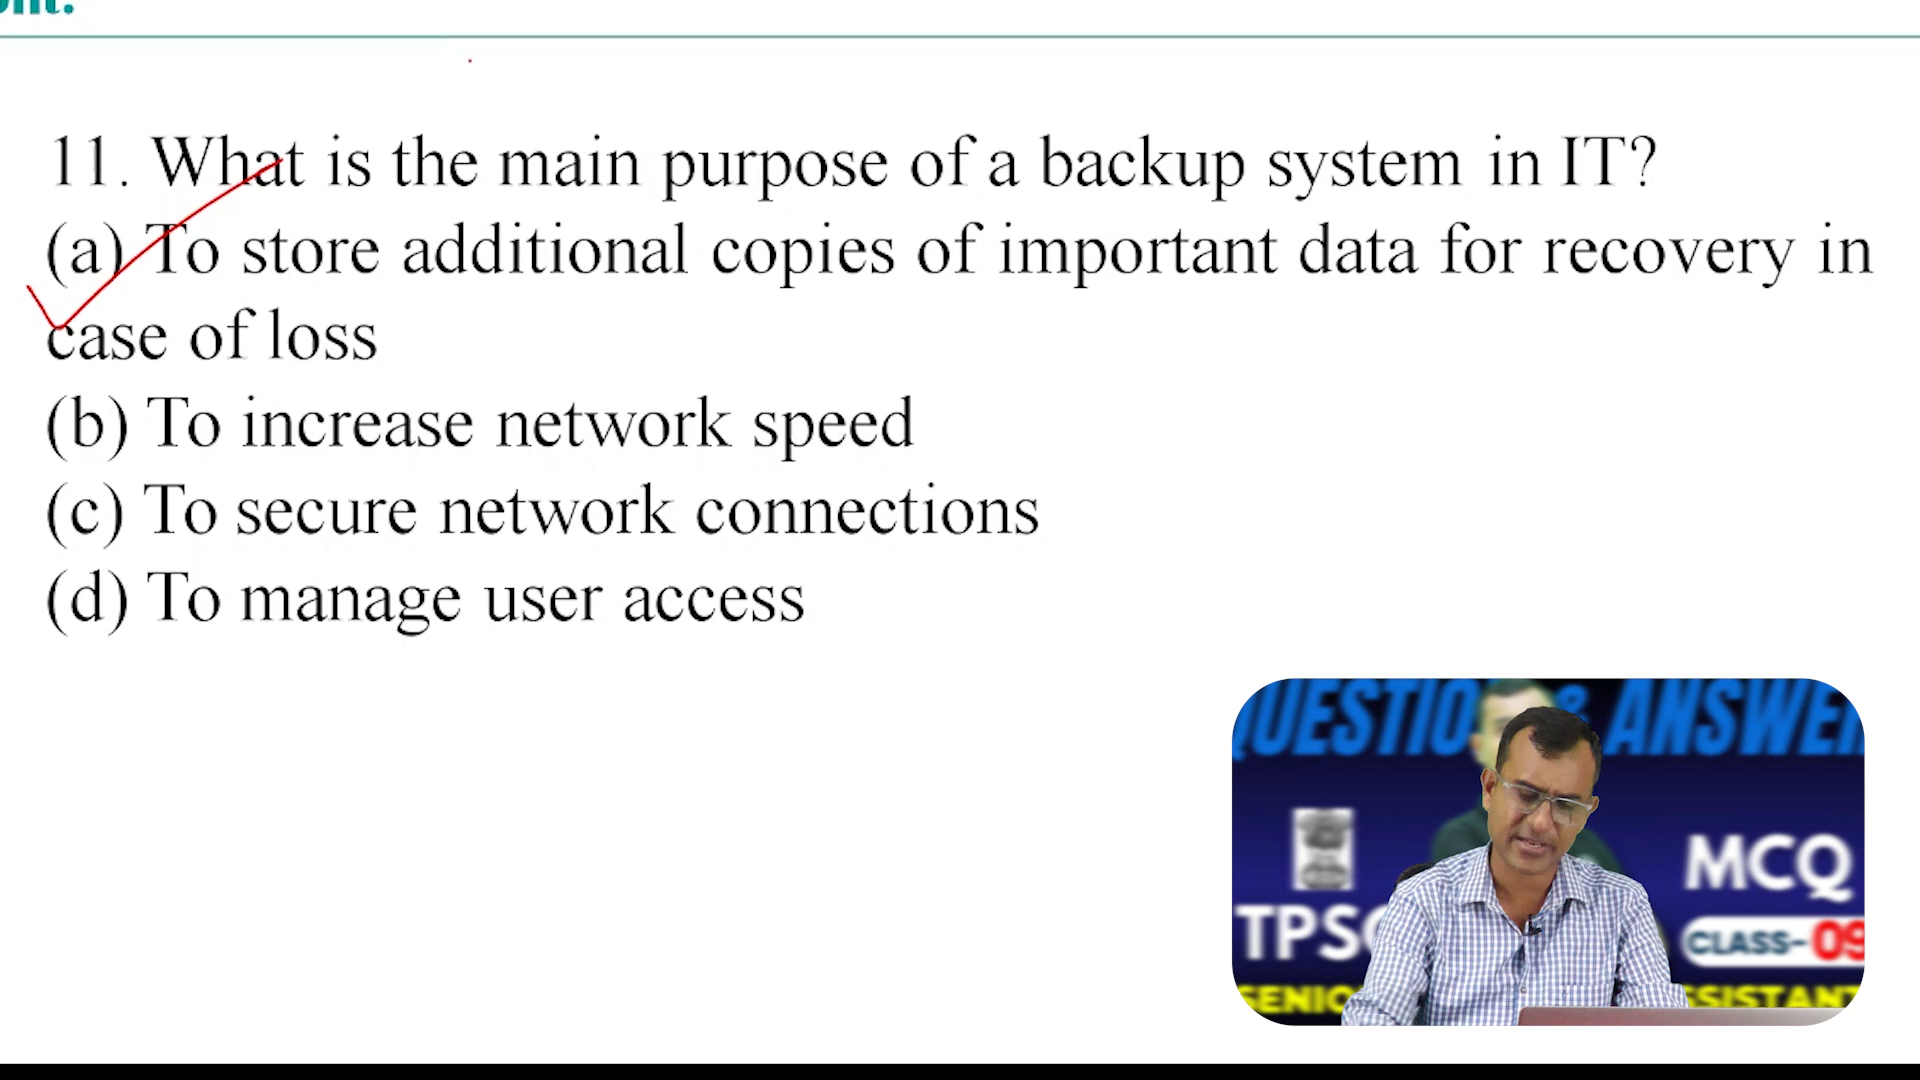 11. What is the main purpose of a backup system in IT?
(a) To store additional copies of important data for recovery in
case of loss
(b) To increase network speed
(c) To secure network connections
(d) To manage user access
& ANSWE
MCQ
TPSC
CLASS-09